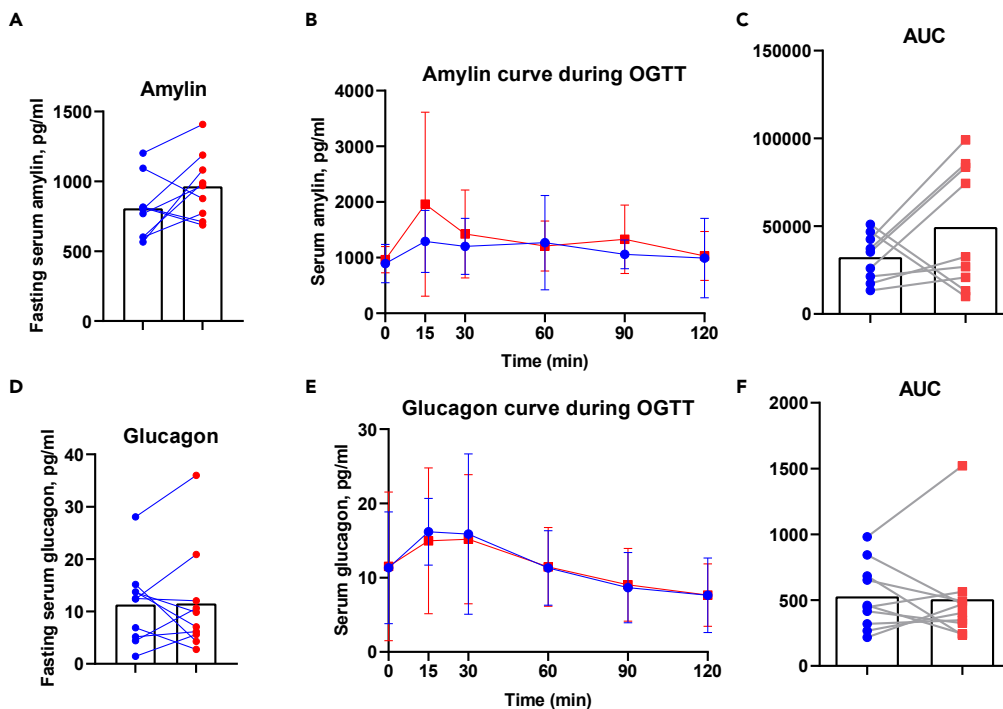 A
Amylin
Fasting serum amylin, pg/ml
1500
1000
500
0
B
Amylin curve during OGTT
Serum amylin, pg/ml
4000
3000
2000
1000
0
0 15 30 60 90 120
Time (min)
C
AUC
150000
100000
50000
0
D
Glucagon
Fasting serum glucagon, pg/ml
40
30
20
10
0
E
Glucagon curve during OGTT
Serum glucagon, pg/ml
30
20
10
0
0 15 30 60 90 120
Time (min)
F
AUC
2000
1500
1000
500
0